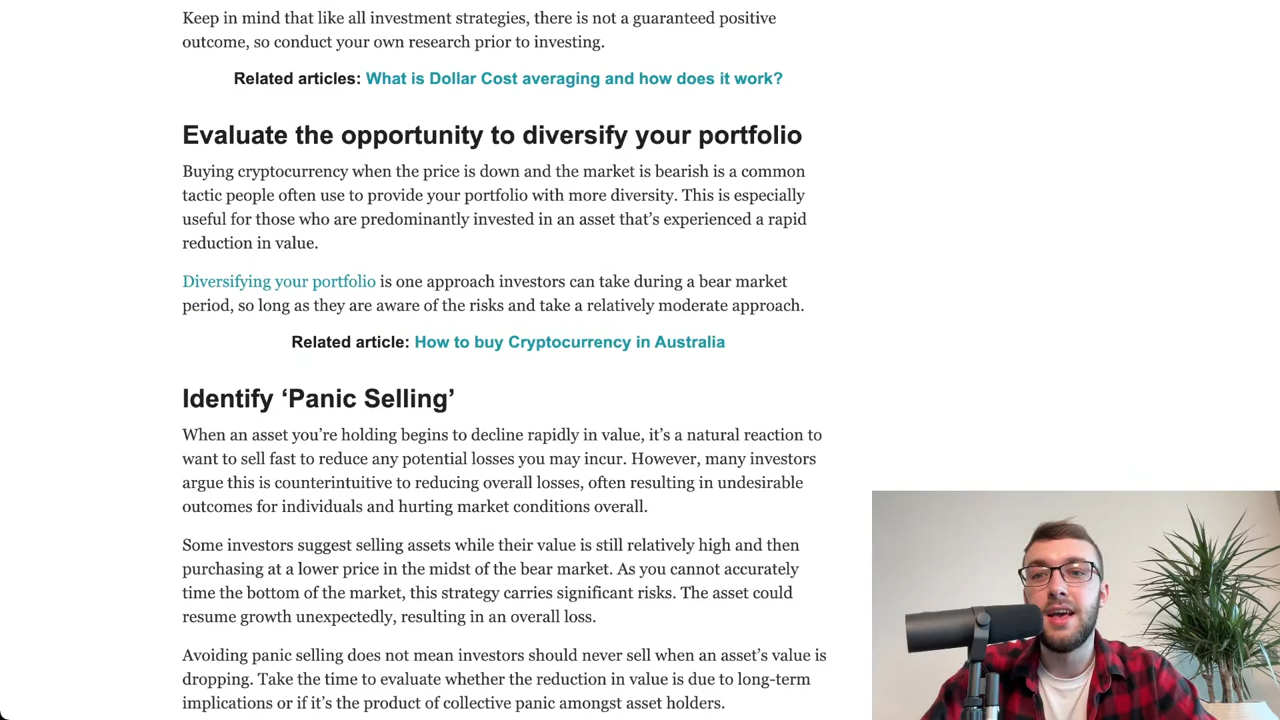 Keep in mind that like all investment strategies, there is not a guaranteed positive
outcome, so conduct your own research prior to investing.
Related articles: What is Dollar Cost averaging and how does it work?
Evaluate the opportunity to diversify your portfolio
Buying cryptocurrency when the price is down and the market is bearish is a common
tactic people often use to provide your portfolio with more diversity. This is especially
useful for those who are predominantly invested in an asset that’s experienced a rapid
reduction in value.
Diversifying your portfolio is one approach investors can take during a bear market
period, so long as they are aware of the risks and take a relatively moderate approach.
Related article: How to buy Cryptocurrency in Australia
Identify ‘Panic Selling’
When an asset you’re holding begins to decline rapidly in value, it’s a natural reaction to
want to sell fast to reduce any potential losses you may incur. However, many investors
argue this is counterintuitive to reducing overall losses, often resulting in undesirable
outcomes for individuals and hurting market conditions overall.
Some investors suggest selling assets while their value is still relatively high and then
purchasing at a lower price in the midst of the bear market. As you cannot accurately
time the bottom of the market, this strategy carries significant risks. The asset could
resume growth unexpectedly, resulting in an overall loss.
Avoiding panic selling does not mean investors should never sell when an asset’s value is
dropping. Take the time to evaluate whether the reduction in value is due to long-term
implications or if it’s the product of collective panic amongst asset holders.